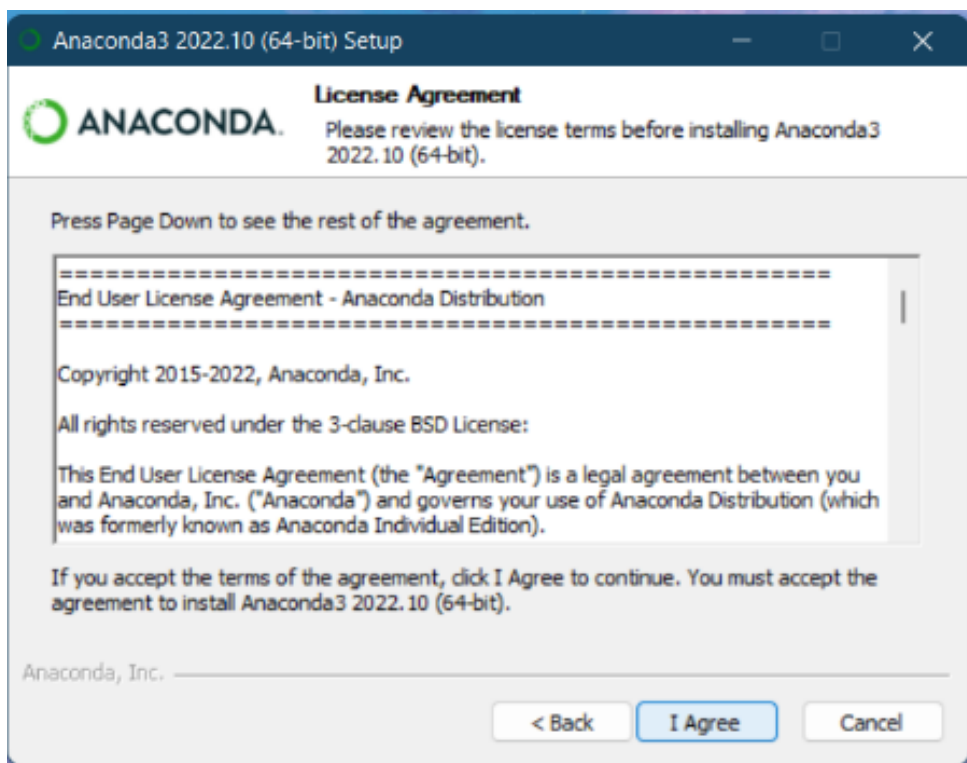 Anaconda3 2022.10 (64-bit) Setup
ANACONDA.
License Agreement
Please review the license terms before installing Anaconda3
2022.10 (64-bit).
Press Page Down to see the rest of the agreement.
==================================================
End User License Agreement - Anaconda Distribution
==================================================
Copyright 2015-2022, Anaconda, Inc.
All rights reserved under the 3-clause BSD License:
This End User License Agreement (the "Agreement") is a legal agreement between you
and Anaconda, Inc. ("Anaconda") and governs your use of Anaconda Distribution (which
was formerly known as Anaconda Individual Edition).
If you accept the terms of the agreement, click I Agree to continue. You must accept the
agreement to install Anaconda3 2022.10 (64-bit).
Anaconda, Inc.
< Back
I Agree
Cancel